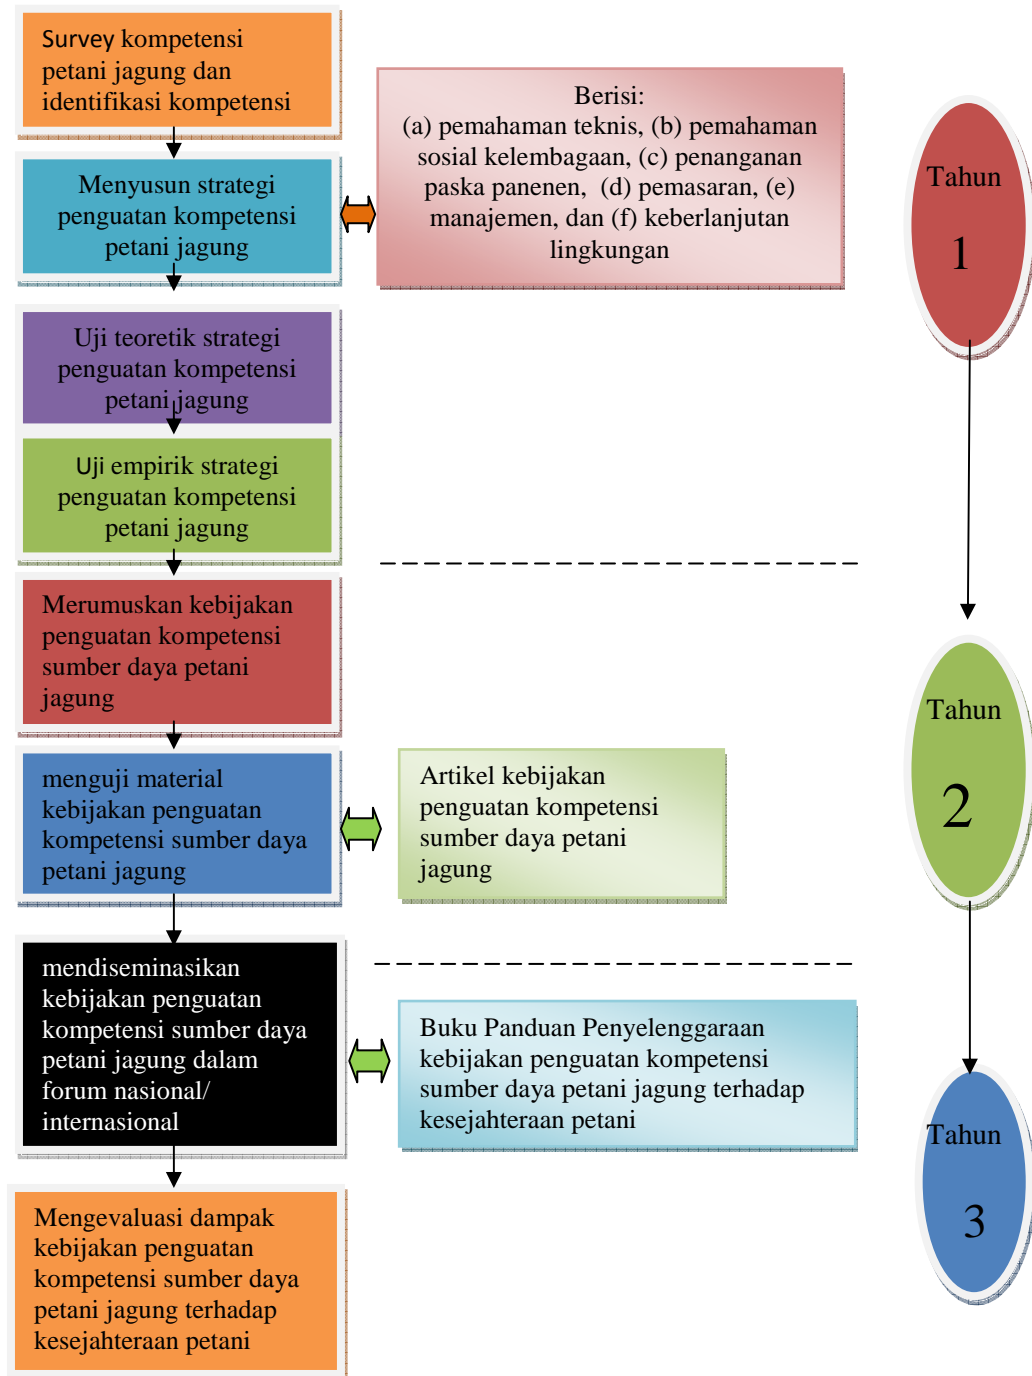 Survey kompetensi
petani jagung dan
identifikasi kompetensi
Berisi:
(a) pemahaman teknis, (b) pemahaman
sosial kelembagaan, (c) penanganan
paska panenen, (d) pemasaran, (e)
manajemen, dan (f) keberlanjutan
lingkungan
Tahun
1
Menyusun strategi
penguatan kompetensi
petani jagung
Uji teoretik strategi
penguatan kompetensi
petani jagung
Uji empirik strategi
penguatan kompetensi
petani jagung
Merumuskan kebijakan
penguatan kompetensi
sumber daya petani
jagung
Tahun
2
menguji material
kebijakan penguatan
kompetensi sumber daya
petani jagung
Artikel kebijakan
penguatan kompetensi
sumber daya petani
jagung
mendiseminasikan
kebijakan penguatan
kompetensi sumber daya
petani jagung dalam
forum nasional/
internasional
Buku Panduan Penyelenggaraan
kebijakan penguatan kompetensi
sumber daya petani jagung terhadap
kesejahteraan petani
Tahun
3
Mengevaluasi dampak
kebijakan penguatan
kompetensi sumber daya
petani jagung terhadap
kesejahteraan petani